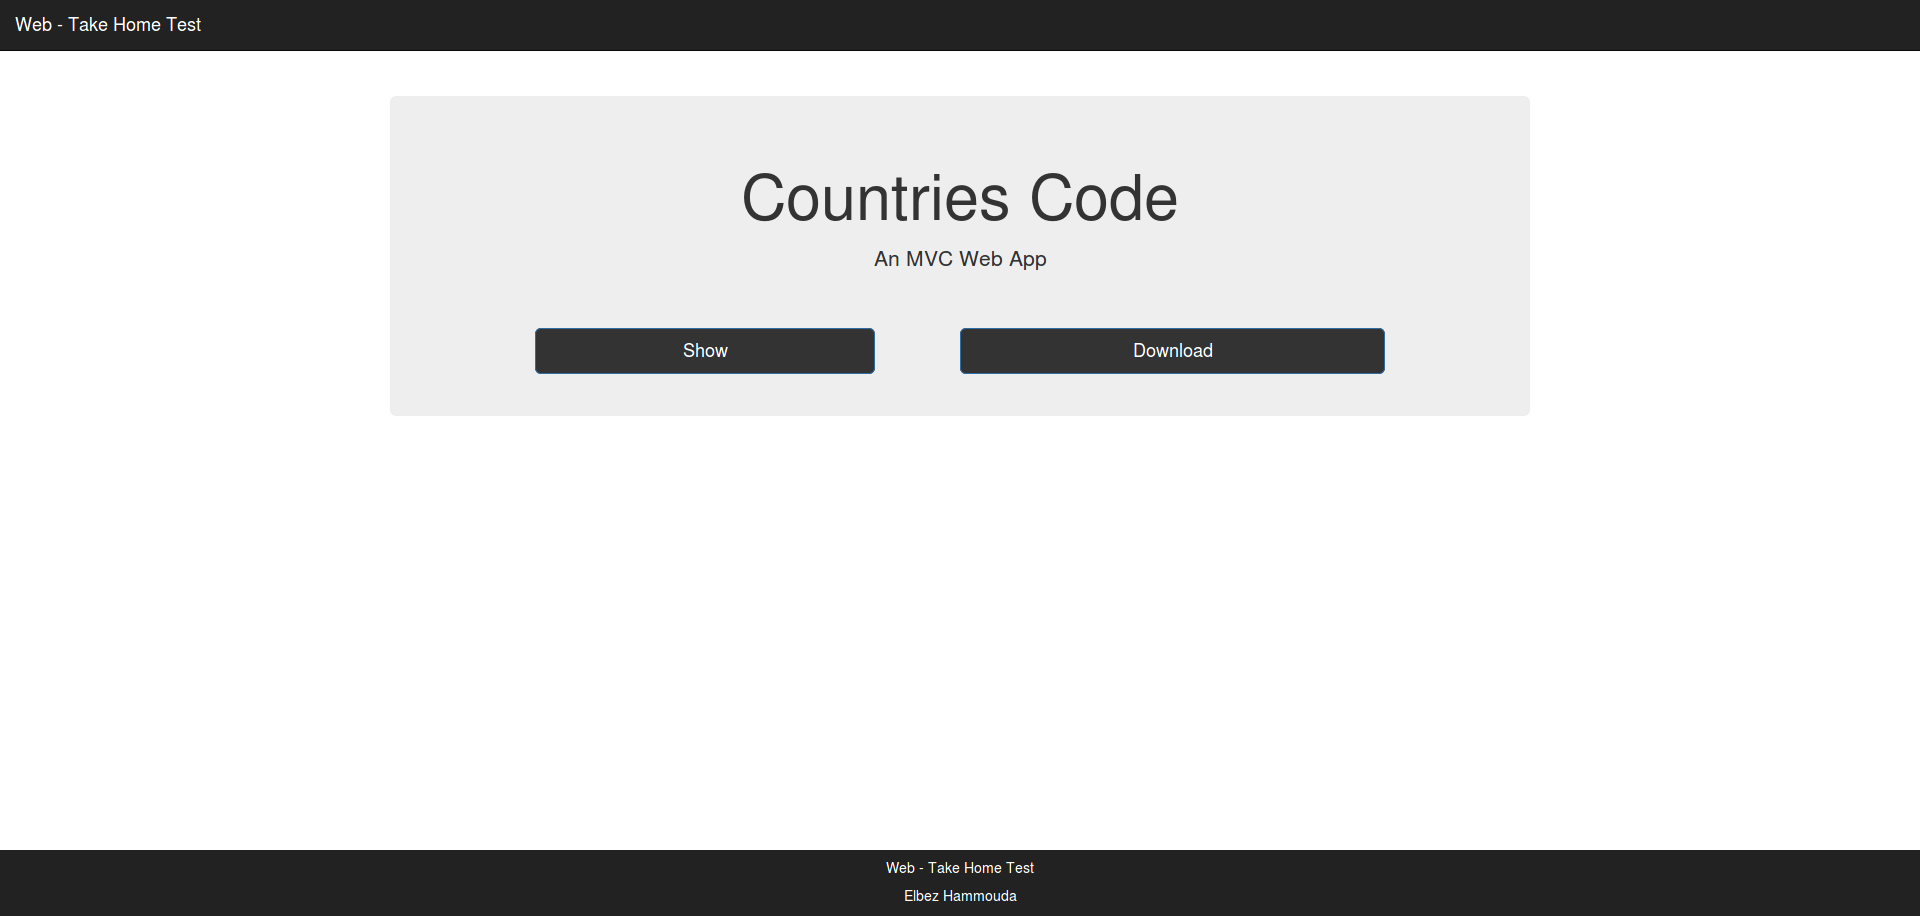 Web - Take Home Test
Countries Code
An MVC Web App
Show
Download
Web - Take Home Test
Elbez Hammouda